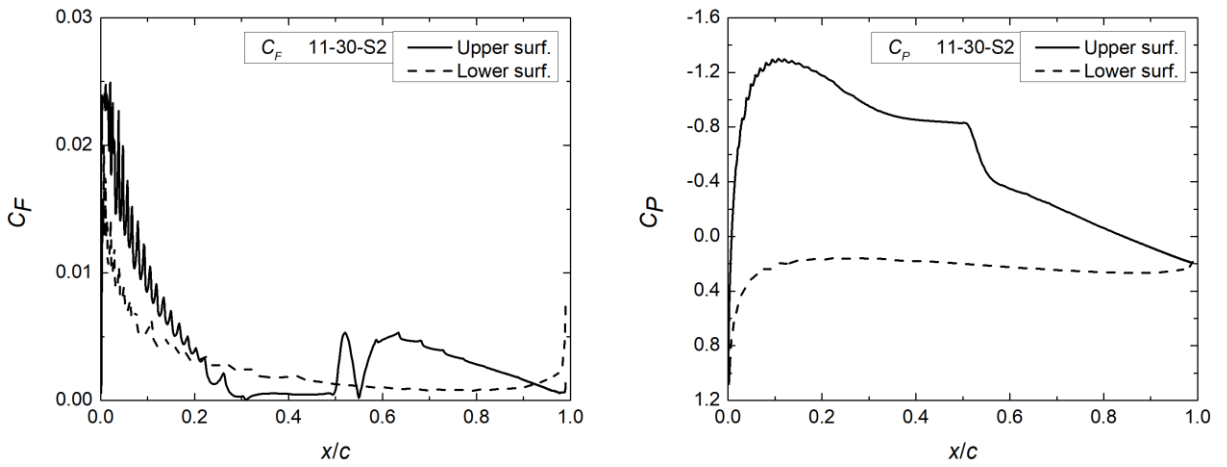 0.03
C_F 11-30-S2
Upper surf.
Lower surf.
0.02
C_F
0.01
0.00
0.0 0.2 0.4 0.6 0.8 1.0
x/c
-1.6
C_P 11-30-S2
Upper surf.
Lower surf.
-1.2
-0.8
-0.4
C_P
0.0
0.4
0.8
1.2
0.0 0.2 0.4 0.6 0.8 1.0
x/c